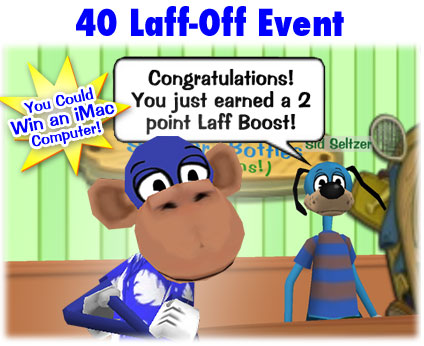 40 Laff-Off Event
You Could
Win an iMac
Computer!
Congratulations!
You just earned a 2
point Laff Boost!
Sid Seltzer
Bottles